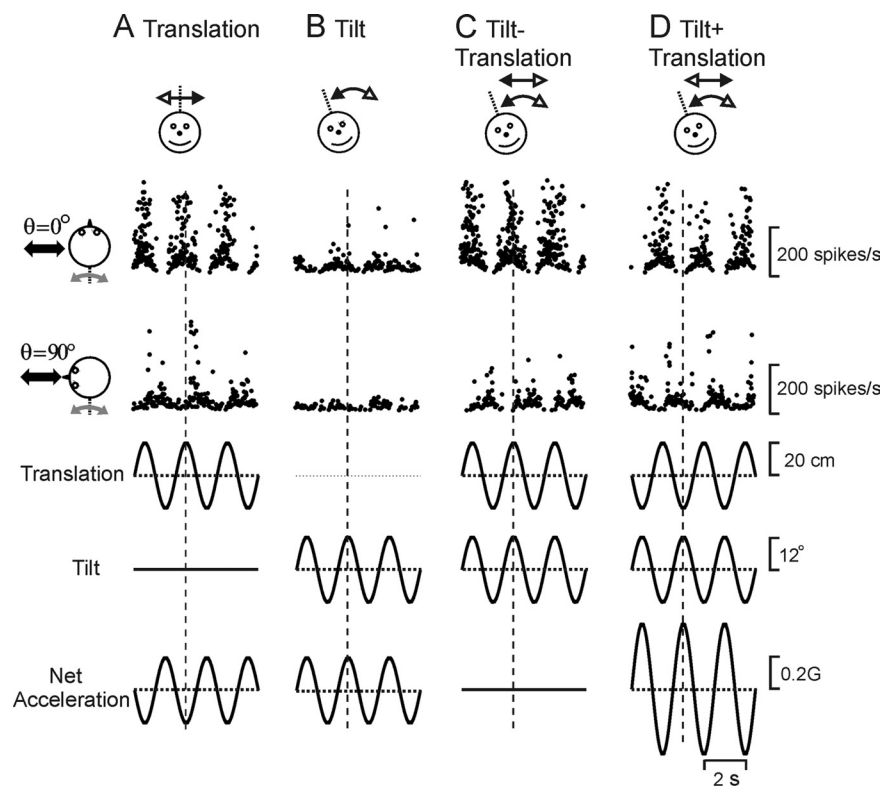 A Translation
B Tilt
C Tilt-
Translation
D Tilt+
Translation
θ=0°
200 spikes/s
θ=90°
200 spikes/s
Translation
20 cm
Tilt
12°
Net
Acceleration
0.2G
2 s